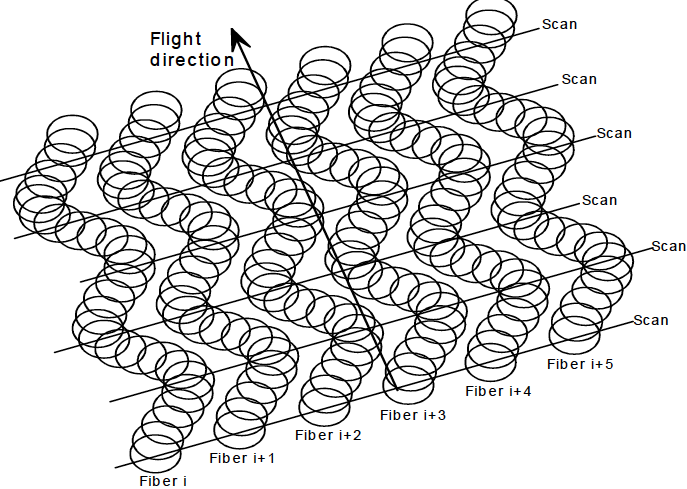 Scan
Flight
direction
Scan
Scan
Scan
Scan
Scan
Fiber i+5
Fiber i+4
Fiber i+3
Fiber i+2
Fiber i+1
Fiber i